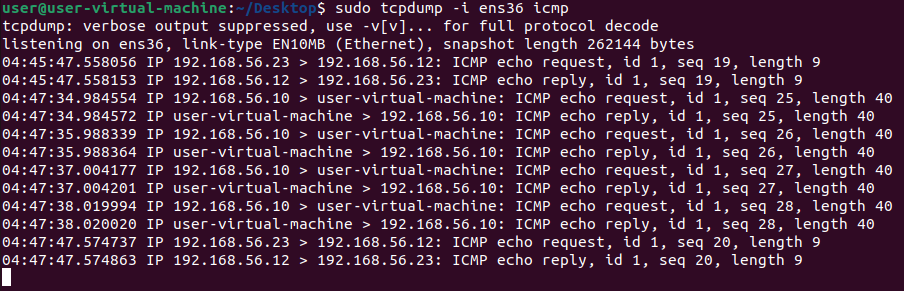 user@user-virtual-machine:~/Desktop$ sudo tcpdump -i ens36 icmp
tcpdump: verbose output suppressed, use -v[v]... for full protocol decode
listening on ens36, link-type EN10MB (Ethernet), snapshot length 262144 bytes
04:45:47.558056 IP 192.168.56.23 > 192.168.56.12: ICMP echo request, id 1, seq 19, length 9
04:45:47.558153 IP 192.168.56.12 > 192.168.56.23: ICMP echo reply, id 1, seq 19, length 9
04:47:34.984554 IP 192.168.56.10 > user-virtual-machine: ICMP echo request, id 1, seq 25, length 40
04:47:34.984572 IP user-virtual-machine > 192.168.56.10: ICMP echo reply, id 1, seq 25, length 40
04:47:35.988339 IP 192.168.56.10 > user-virtual-machine: ICMP echo request, id 1, seq 26, length 40
04:47:35.988364 IP user-virtual-machine > 192.168.56.10: ICMP echo reply, id 1, seq 26, length 40
04:47:37.004177 IP 192.168.56.10 > user-virtual-machine: ICMP echo request, id 1, seq 27, length 40
04:47:37.004201 IP user-virtual-machine > 192.168.56.10: ICMP echo reply, id 1, seq 27, length 40
04:47:38.019994 IP 192.168.56.10 > user-virtual-machine: ICMP echo request, id 1, seq 28, length 40
04:47:38.020020 IP user-virtual-machine > 192.168.56.10: ICMP echo reply, id 1, seq 28, length 40
04:47:47.574737 IP 192.168.56.23 > 192.168.56.12: ICMP echo request, id 1, seq 20, length 9
04:47:47.574863 IP 192.168.56.12 > 192.168.56.23: ICMP echo reply, id 1, seq 20, length 9